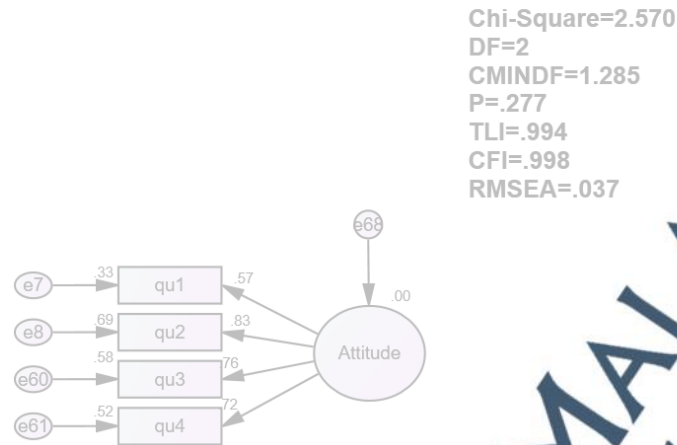 Chi-Square=2.570
DF=2
CMINDF=1.285
P=.277
TLI=.994
CFI=.998
RMSEA=.037
e68
.00
e7
.33
qu1
.57
e8
.69
qu2
.83
Attitude
e60
.58
qu3
76
e61
.52
qu4
72
MAI